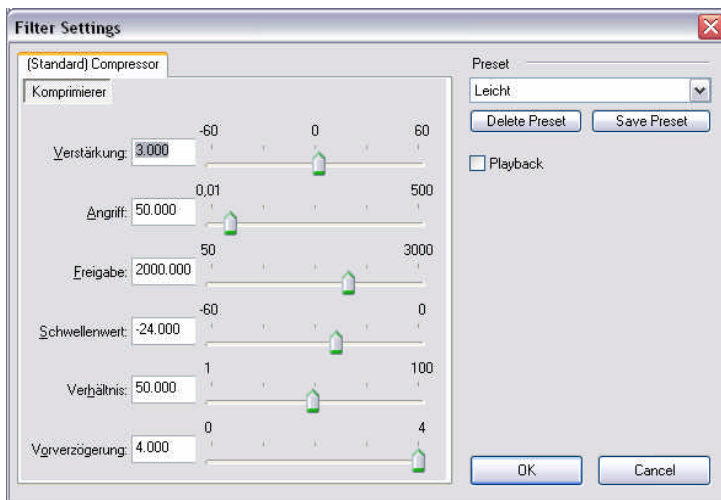 Filter Settings
(Standard) Compressor
Komprimierer
-60 0 60
Verstärkung: 3.000
0,01 500
Angriff: 50.000
50 3000
Freigabe: 2000.000
-60 0
Schwellenwert: -24.000
1 100
Verhältnis: 50.000
0 4
Vorverzögerung: 4.000
Preset
Leicht
Delete Preset Save Preset
Playback
OK Cancel